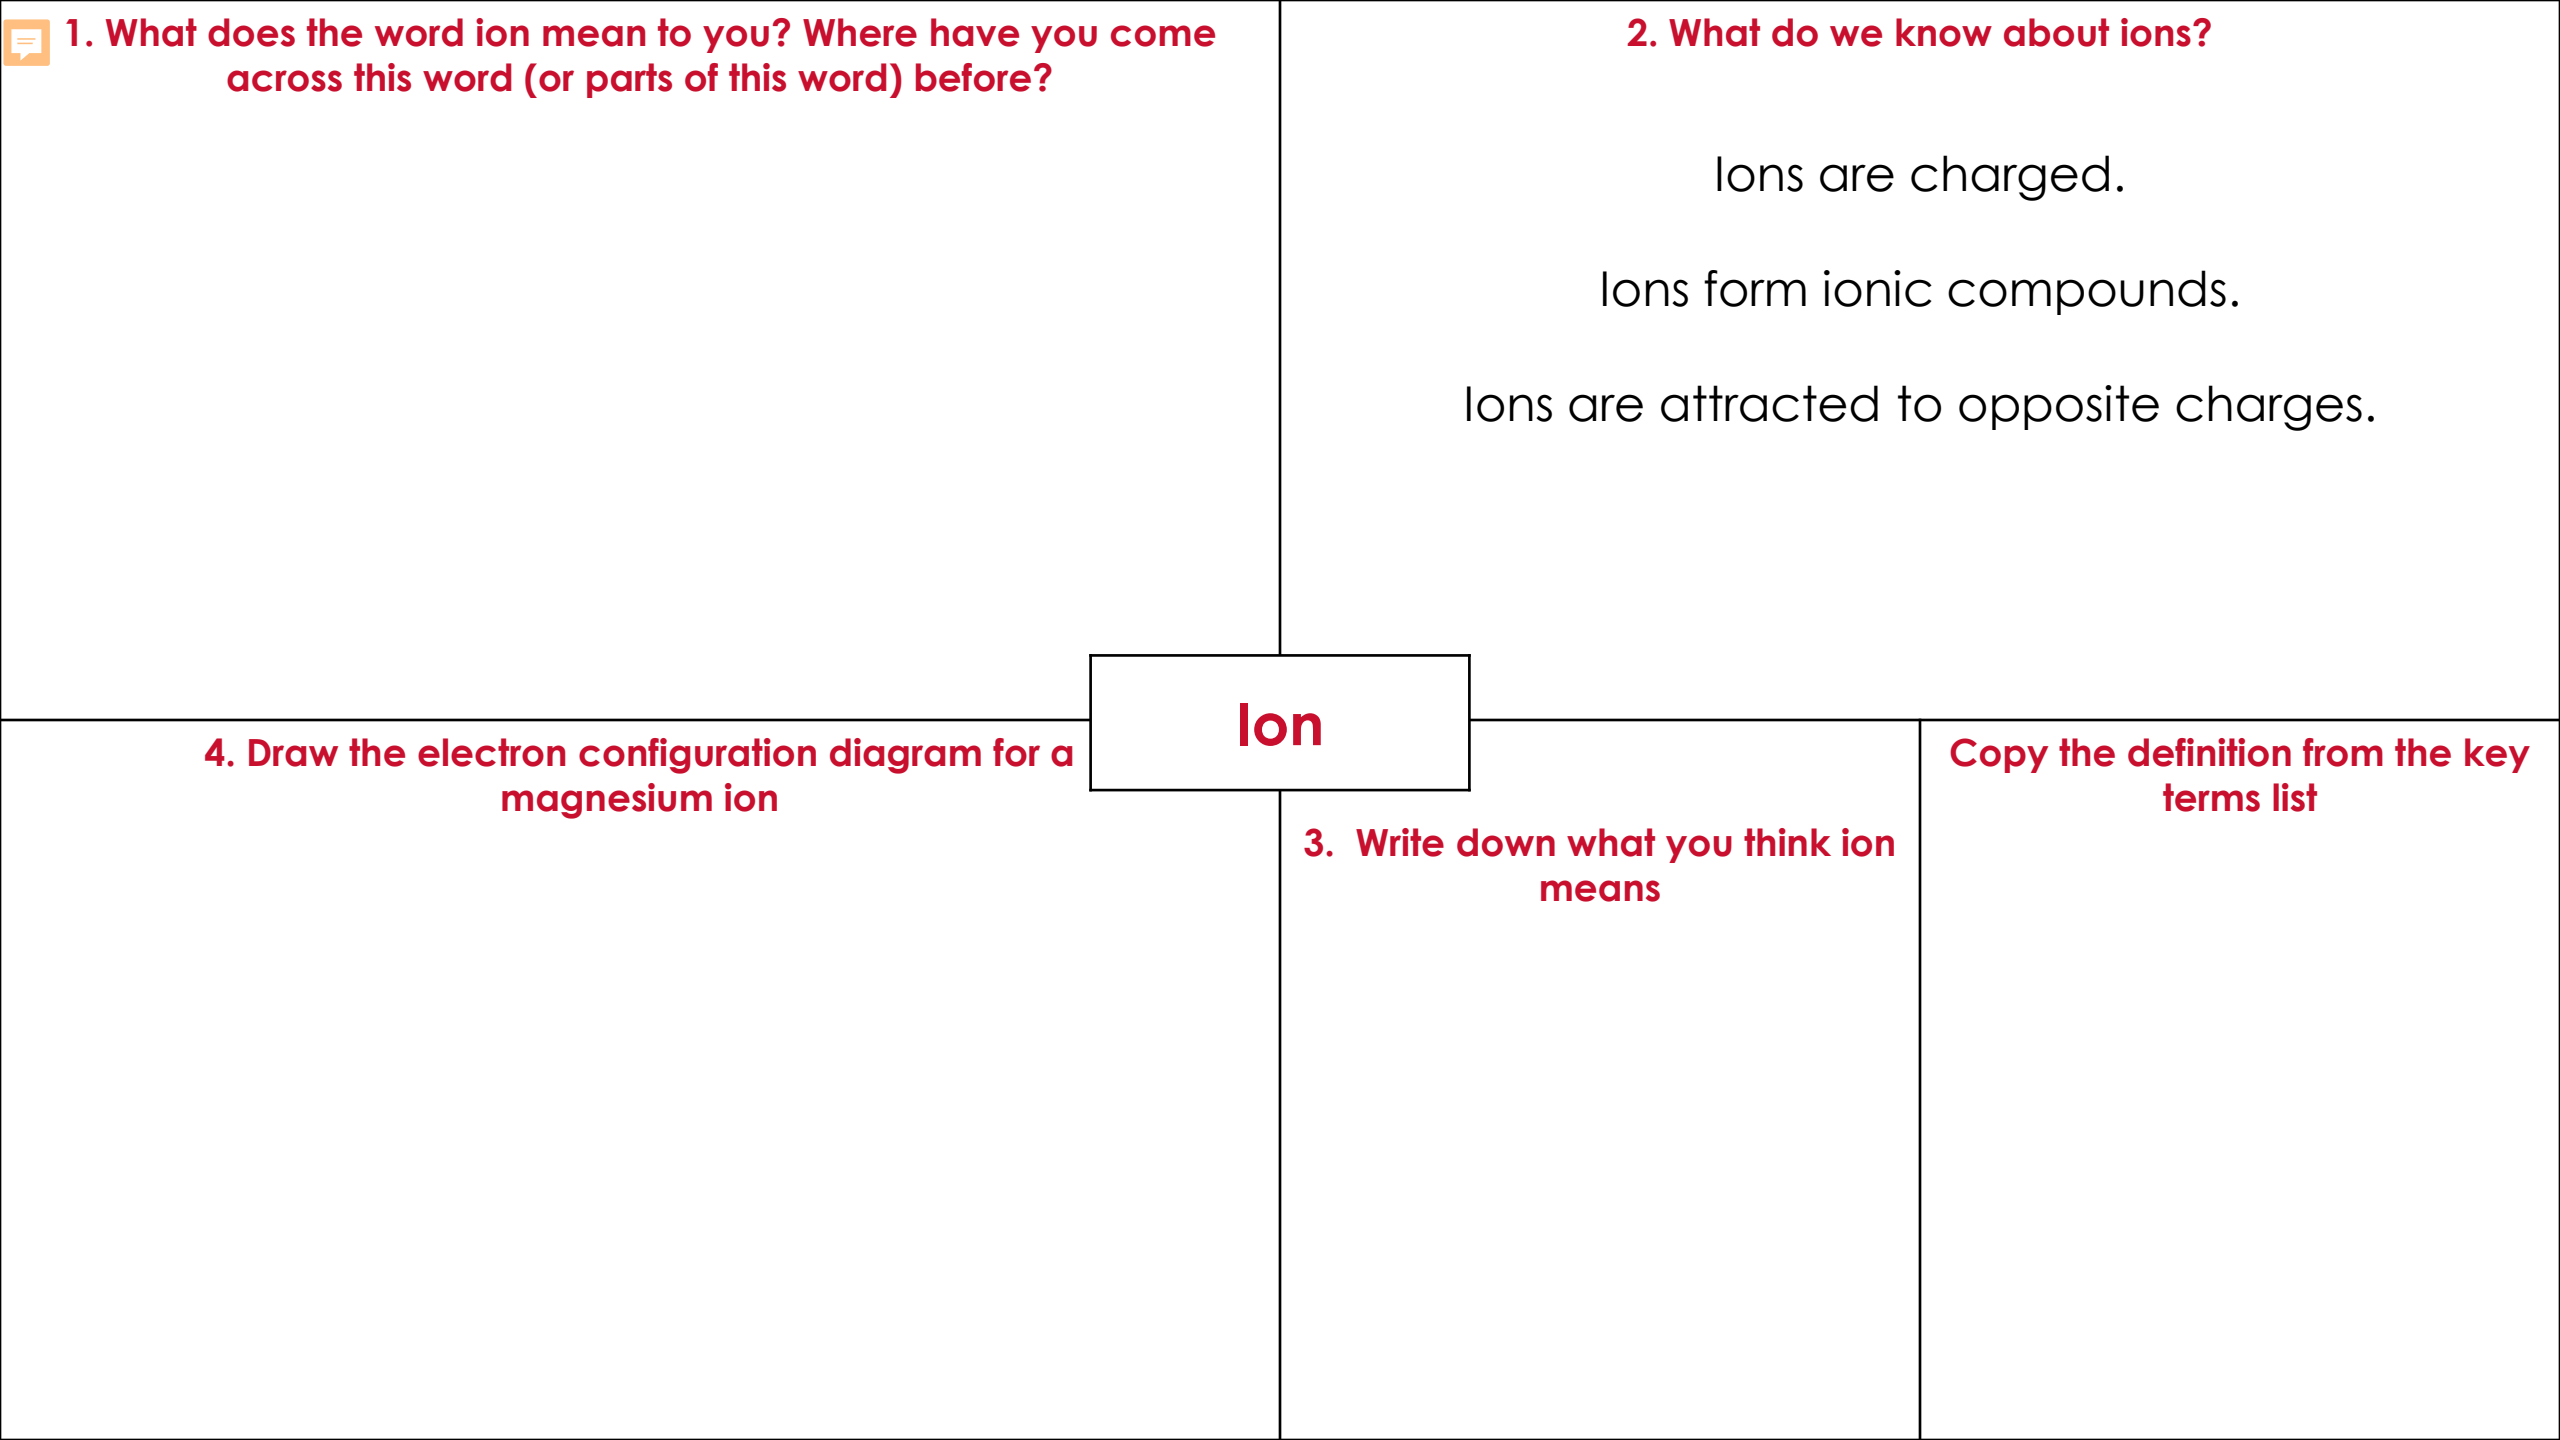 1. What does the word ion mean to you? Where have you come
across this word (or parts of this word) before?
2. What do we know about ions?
Ions are charged.
Ions form ionic compounds.
Ions are attracted to opposite charges.
Ion
4. Draw the electron configuration diagram for a
magnesium ion
3. Write down what you think ion
means
Copy the definition from the key
terms list